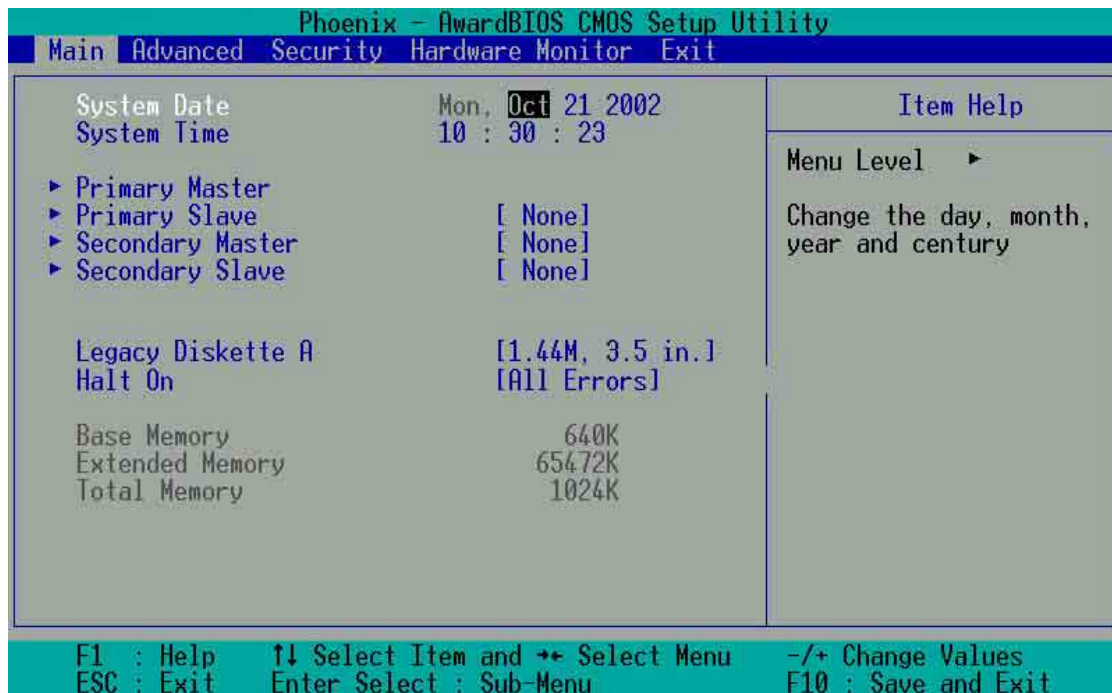 Phoenix - AwardBIOS CMOS Setup Utility
Main Advanced Security Hardware Monitor Exit
System Date Mon, Oct 21 2002
System Time 10 : 30 : 23
Primary Master
Primary Slave [ None]
Secondary Master [ None]
Secondary Slave [ None]
Legacy Diskette A [1.44M, 3.5 in.]
Halt On [All Errors]
Base Memory 640K
Extended Memory 65472K
Total Memory 1024K
Item Help
Menu Level ►
Change the day, month,
year and century
F1 : Help ↑↓ Select Item and →← Select Menu -/+ Change Values
ESC : Exit Enter Select : Sub-Menu F10 : Save and Exit